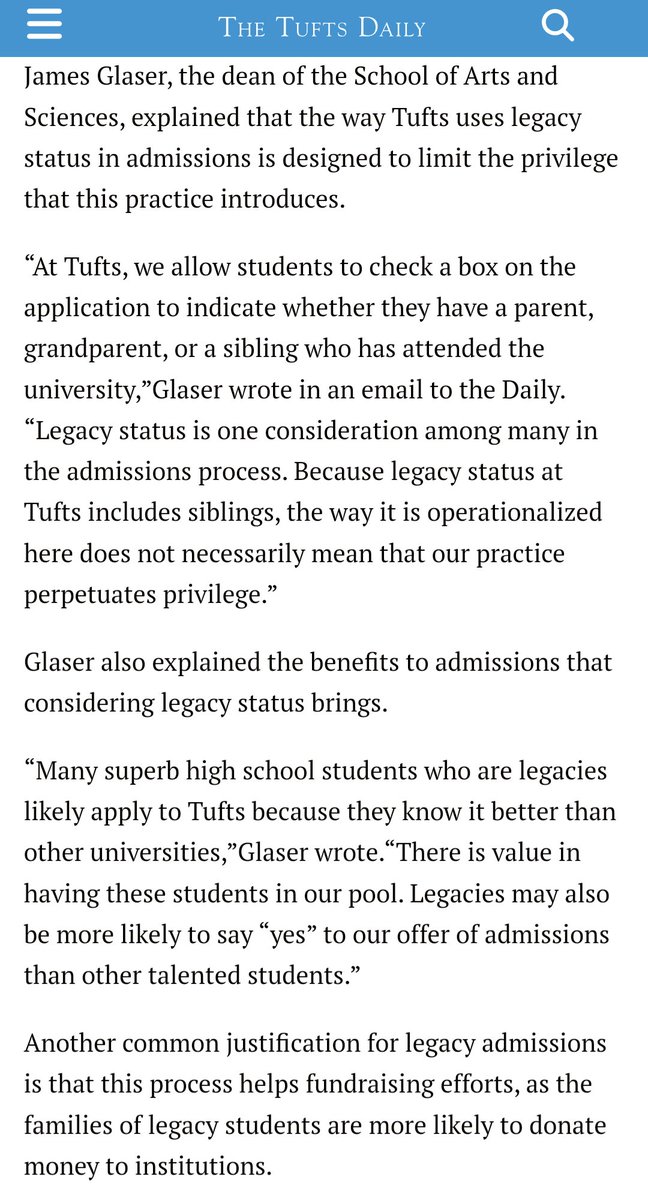 THE TUFTS DAILY
James Glaser, the dean of the School of Arts and
Sciences, explained that the way Tufts uses legacy
status in admissions is designed to limit the privilege
that this practice introduces.
“At Tufts, we allow students to check a box on the
application to indicate whether they have a parent,
grandparent, or a sibling who has attended the
university,”Glaser wrote in an email to the Daily.
“Legacy status is one consideration among many in
the admissions process. Because legacy status at
Tufts includes siblings, the way it is operationalized
here does not necessarily mean that our practice
perpetuates privilege.”
Glaser also explained the benefits to admissions that
considering legacy status brings.
“Many superb high school students who are legacies
likely apply to Tufts because they know it better than
other universities,”Glaser wrote.“There is value in
having these students in our pool. Legacies may also
be more likely to say “yes” to our offer of admissions
than other talented students.”
Another common justification for legacy admissions
is that this process helps fundraising efforts, as the
families of legacy students are more likely to donate
money to institutions.